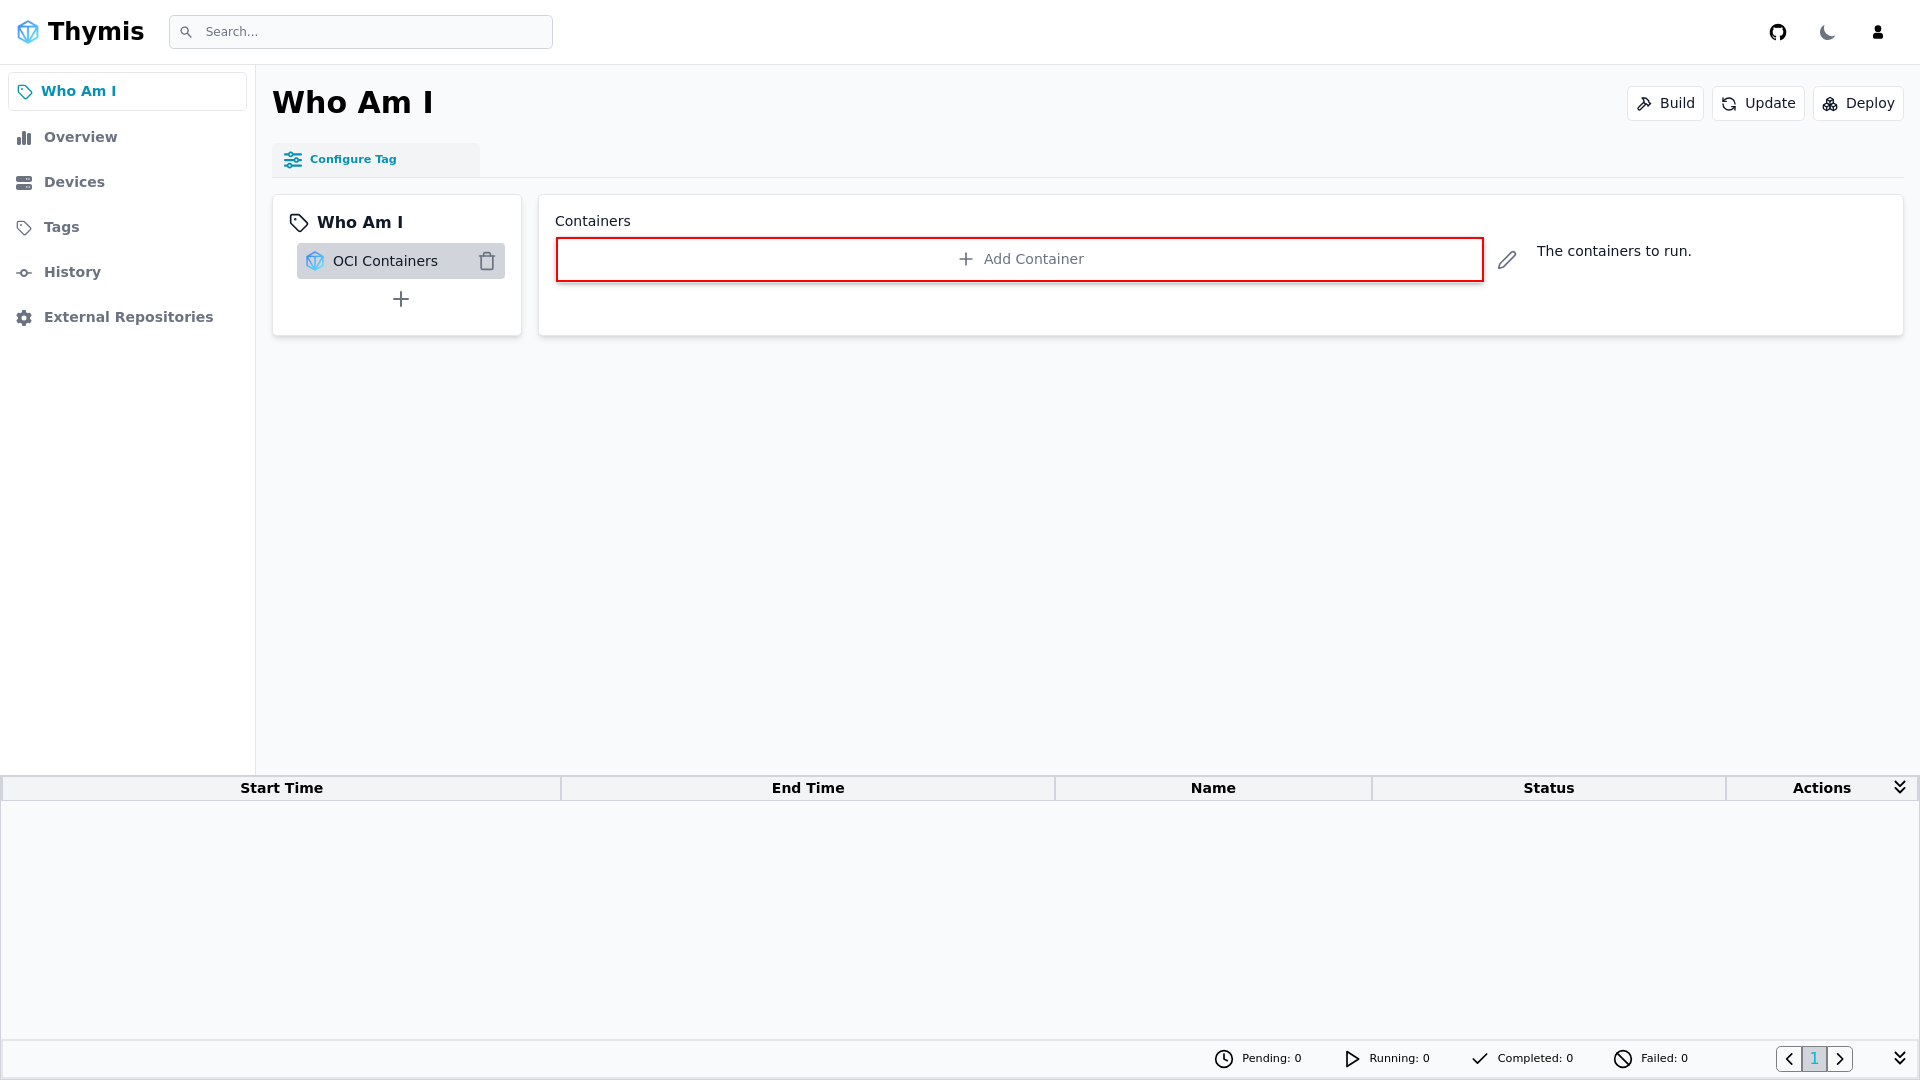 Thymis
Search...
Who Am I
Overview
Devices
Tags
History
External Repositories
Who Am I
Build
Update
Deploy
Configure Tag
Who Am I
OCI Containers
Containers
Add Container
The containers to run.
Start Time End Time Name Status Actions
Pending: 0 Running: 0 Completed: 0 Failed: 0 1